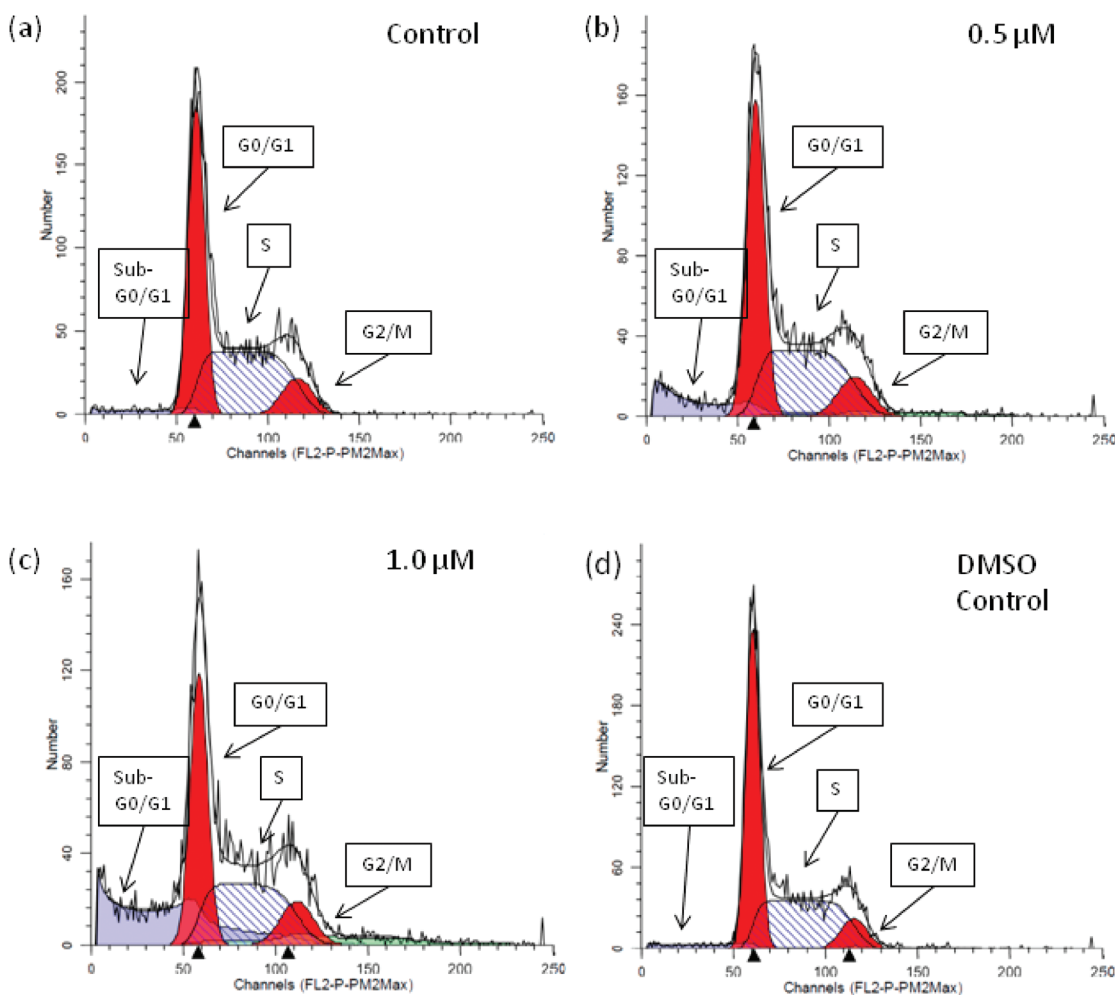 (a)
Control
200
150
100
50
0
Number
G0/G1
S
Sub-
G0/G1
G2/M
0 50 100 150 200 250
Channels (FL2-P-PM2Max)
(b)
0.5 µM
160
120
80
40
0
Number
G0/G1
S
Sub-
G0/G1
G2/M
0 50 100 150 200 250
Channels (FL2-P-PM2Max)
(c)
1.0 µM
160
120
80
40
0
Number
G0/G1
S
Sub-
G0/G1
G2/M
0 50 100 150 200 250
Channels (FL2-P-PM2Max)
(d)
DMSO
Control
240
180
120
60
0
Number
G0/G1
S
Sub-
G0/G1
G2/M
0 50 100 150 200 250
Channels (FL2-P-PM2Max)